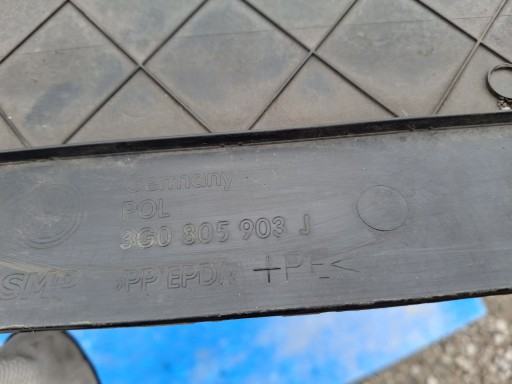 Germany
POL
3G0 805 903 J
>PP EPDM +PE<